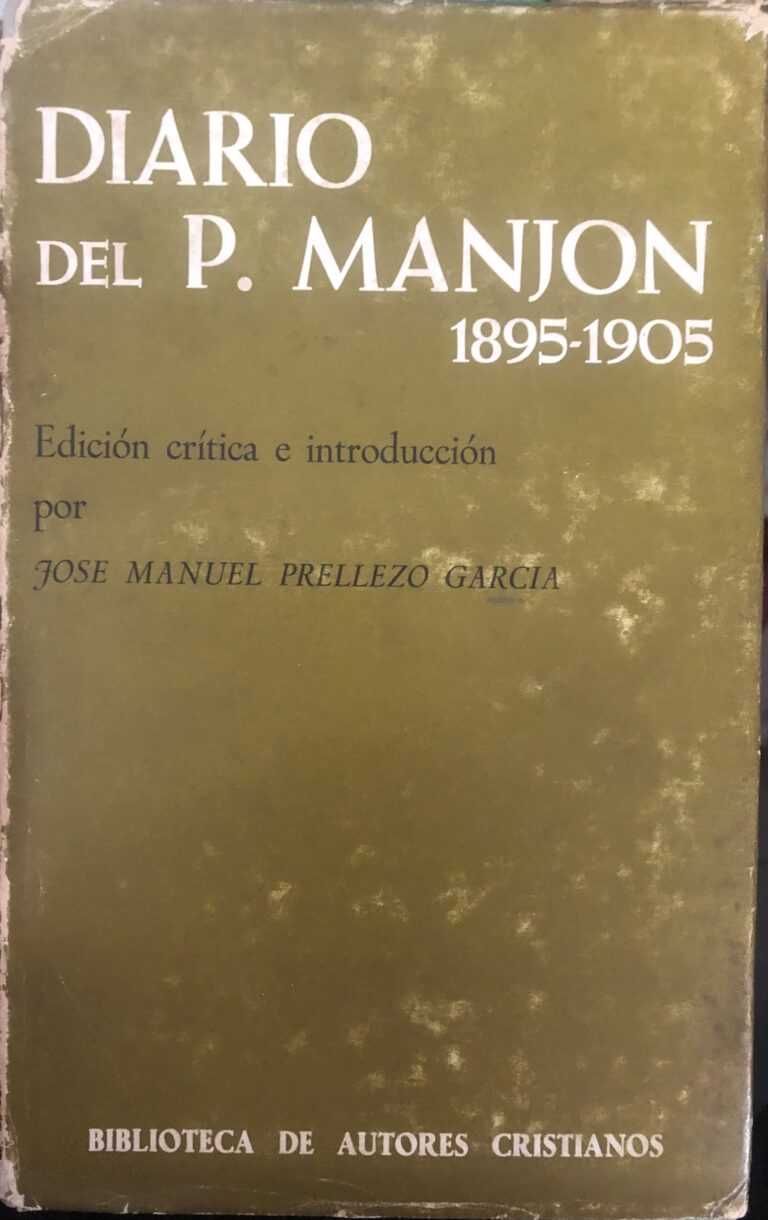 DIARIO
DEL P. MANJON
1895-1905
Edición crítica e introducción
por
JOSE MANUEL PRELLEZO GARCIA
BIBLIOTECA DE AUTORES CRISTIANOS